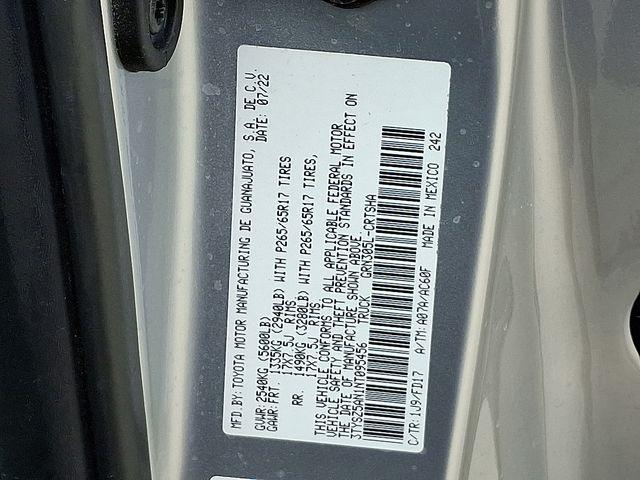 MFD.BY:TOYOTA MOTOR MANUFACTURING DE GUANAJUATO, S.A. DE C.V.
DATE: 07/22
GVWR:2540KG(5600LB)
GAWR:FRT. 1335KG (2940LB) WITH P265/65R17 TIRES
17X7.5J RIMS,
RR. 1490KG (3280LB) WITH P265/65R17 TIRES,
17X7.5J RIMS.
THIS VEHICLE CONFORMS TO ALL APPLICABLE FEDERAL MOTOR
VEHICLE SAFETY AND THEFT PREVENTION STANDARDS IN EFFECT ON
THE DATE OF MANUFACTURE SHOWN ABOVE.
3TYSZ5AN1NT095456 TRUCK GRN305L-CRTSHA
C/TR:1J9/FD17 A/TM:A07A/AC60F MADE IN MEXICO 242